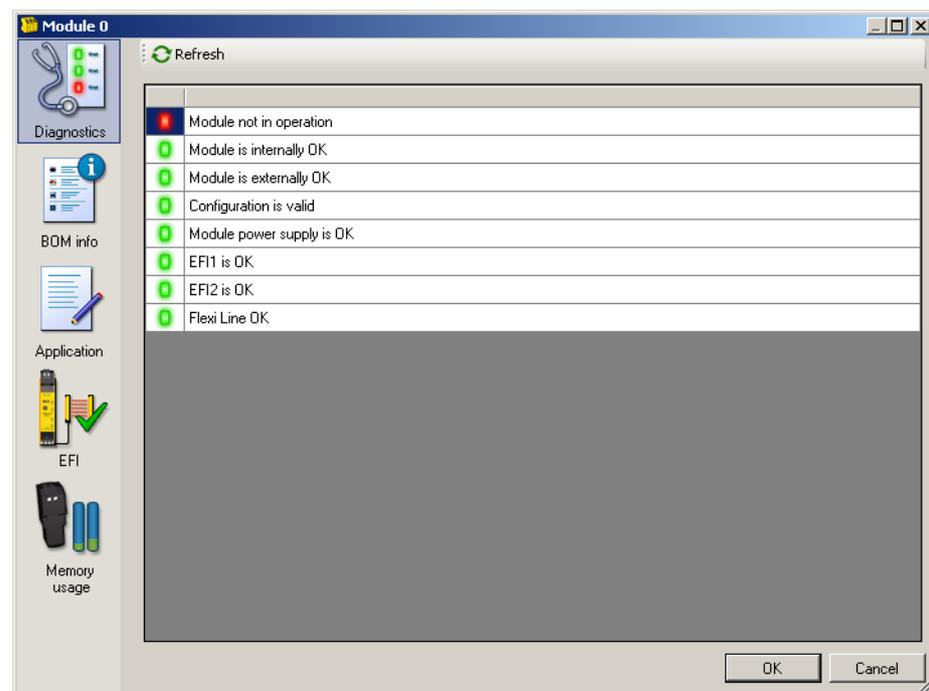 Module 0
Refresh
Diagnostics
BOM info
Application
EFI
Memory
usage
Module not in operation
Module is internally OK
Module is externally OK
Configuration is valid
Module power supply is OK
EFI1 is OK
EFI2 is OK
Flexi Line OK
OK
Cancel